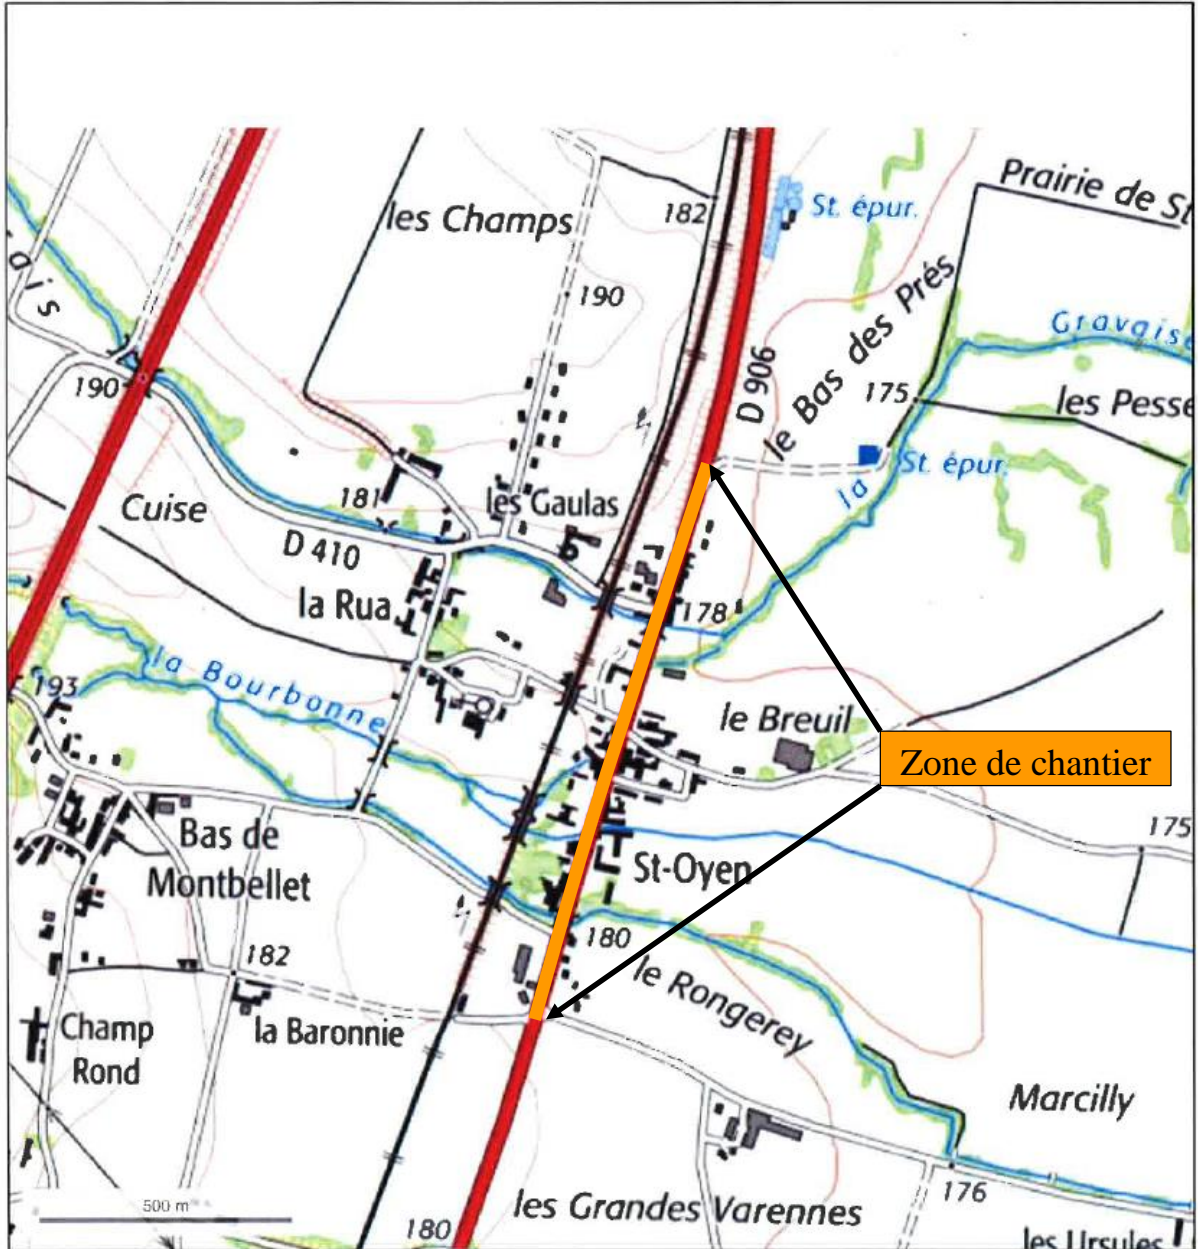 Prairie de St
les Champs
182
St. épur.
190
ais
le Bas des Prés
Gravaise
D 906
190
175
les Pesse
St. épur.
la
181
les Gaulas
Cuise
D 410
la Rua
178
193
la Bourbonne
le Breuil
Zone de chantier
175
Bas de
Montbellet
St-Oyen
180
182
le Rongerey
la Baronnie
Champ
Rond
Marcilly
176
500 m
les Grandes Varennes
180
les Ursules